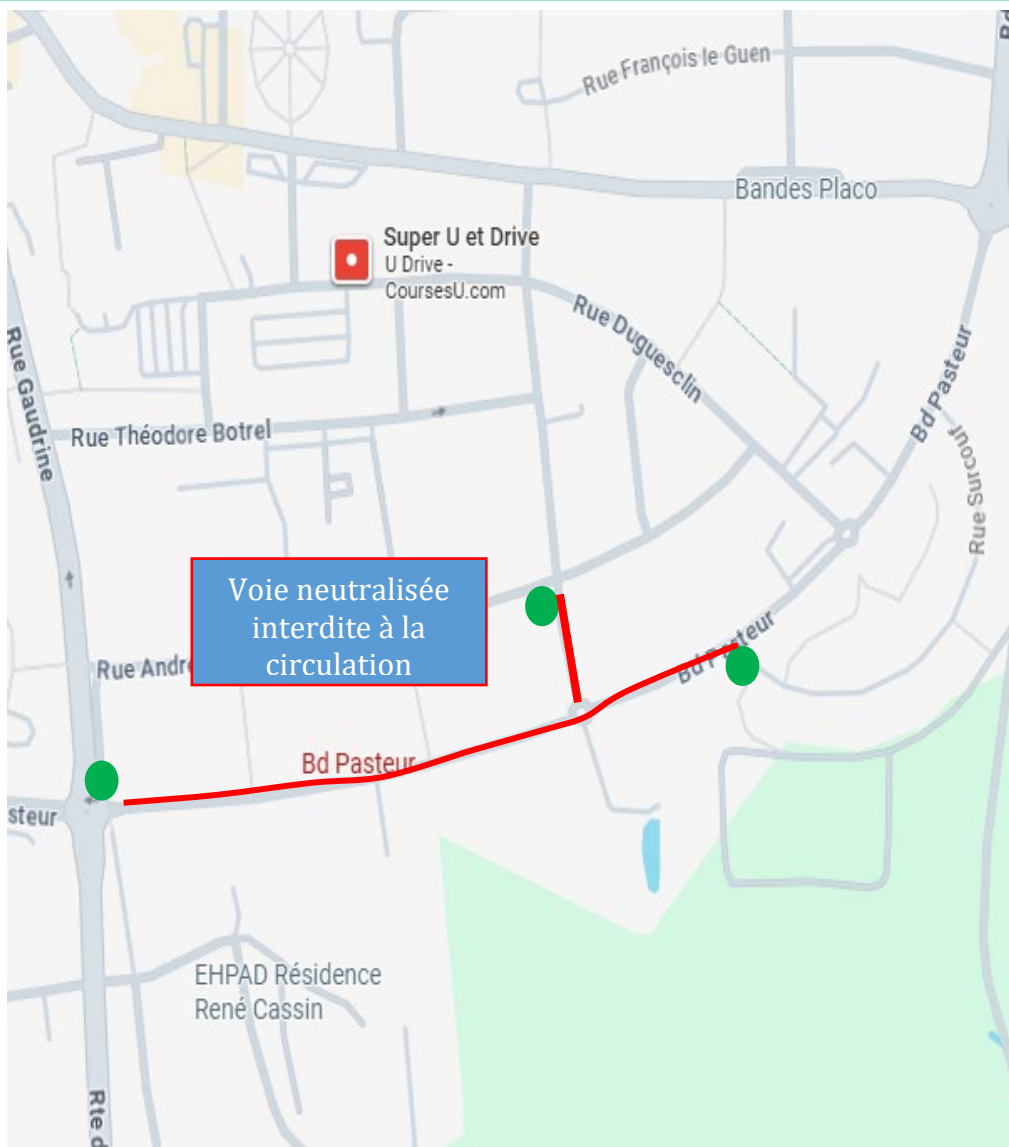 Rue François le Guen
Bandes Placo
Super U et Drive
U Drive -
CoursesU.com
Rue Duguesclin
Bd Pasteur
Rue Gaudrine
Rue Théodore Botrel
Rue Surcouf
Voie neutralisée
interdite à la
circulation
Rue André
Bd Pasteur
Bd Pasteur
steur
EHPAD Résidence
René Cassin
Rte d
Bd